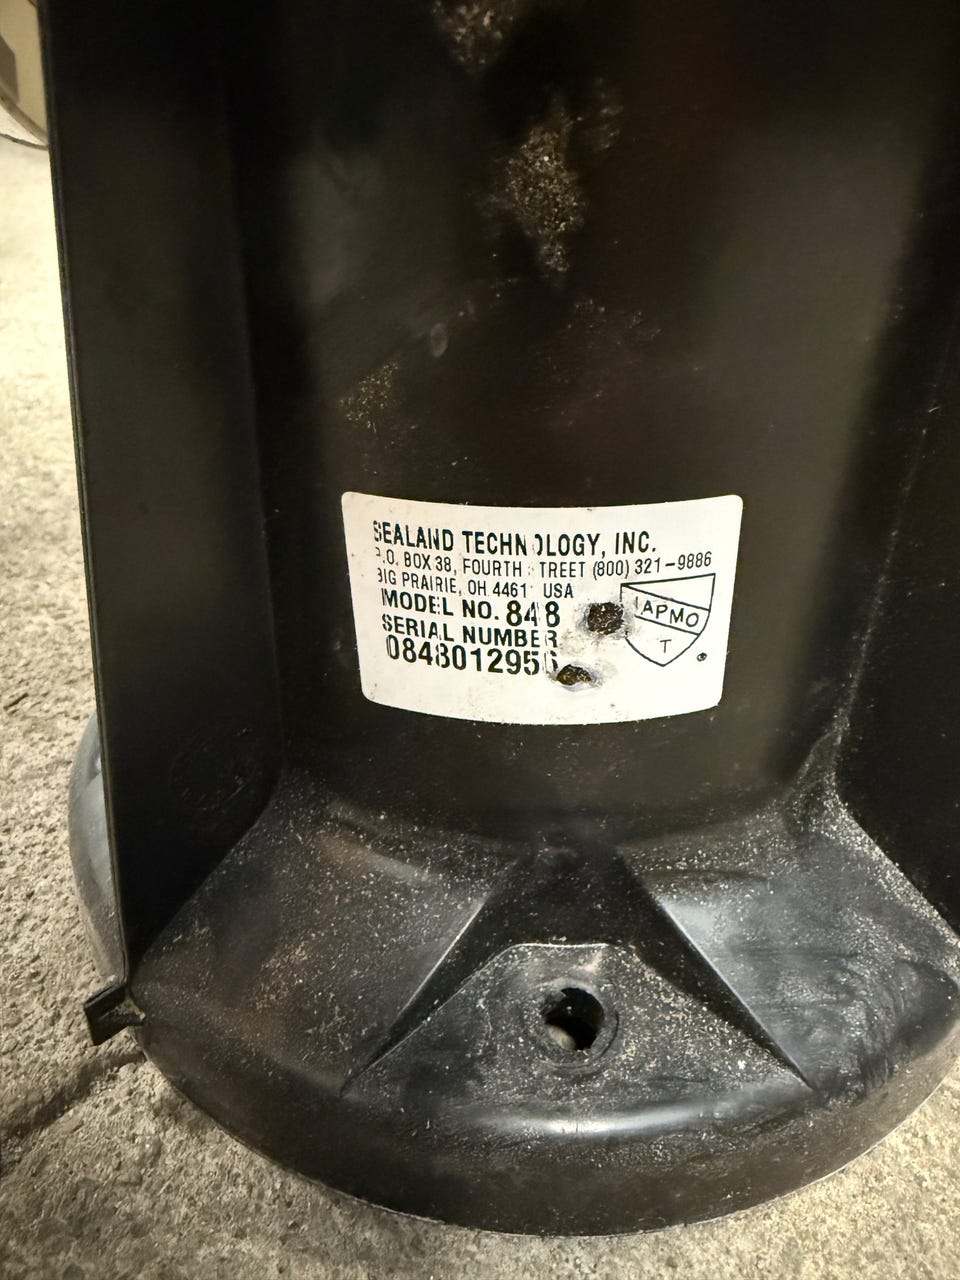 SEALAND TECHNOLOGY, INC.
P.O. BOX 38, FOURTH STREET (800) 321-9886
BIG PRAIRIE, OH 4461 USA
MODEL NO. 848
SERIAL NUMBER
0848012956
IAPMO
T